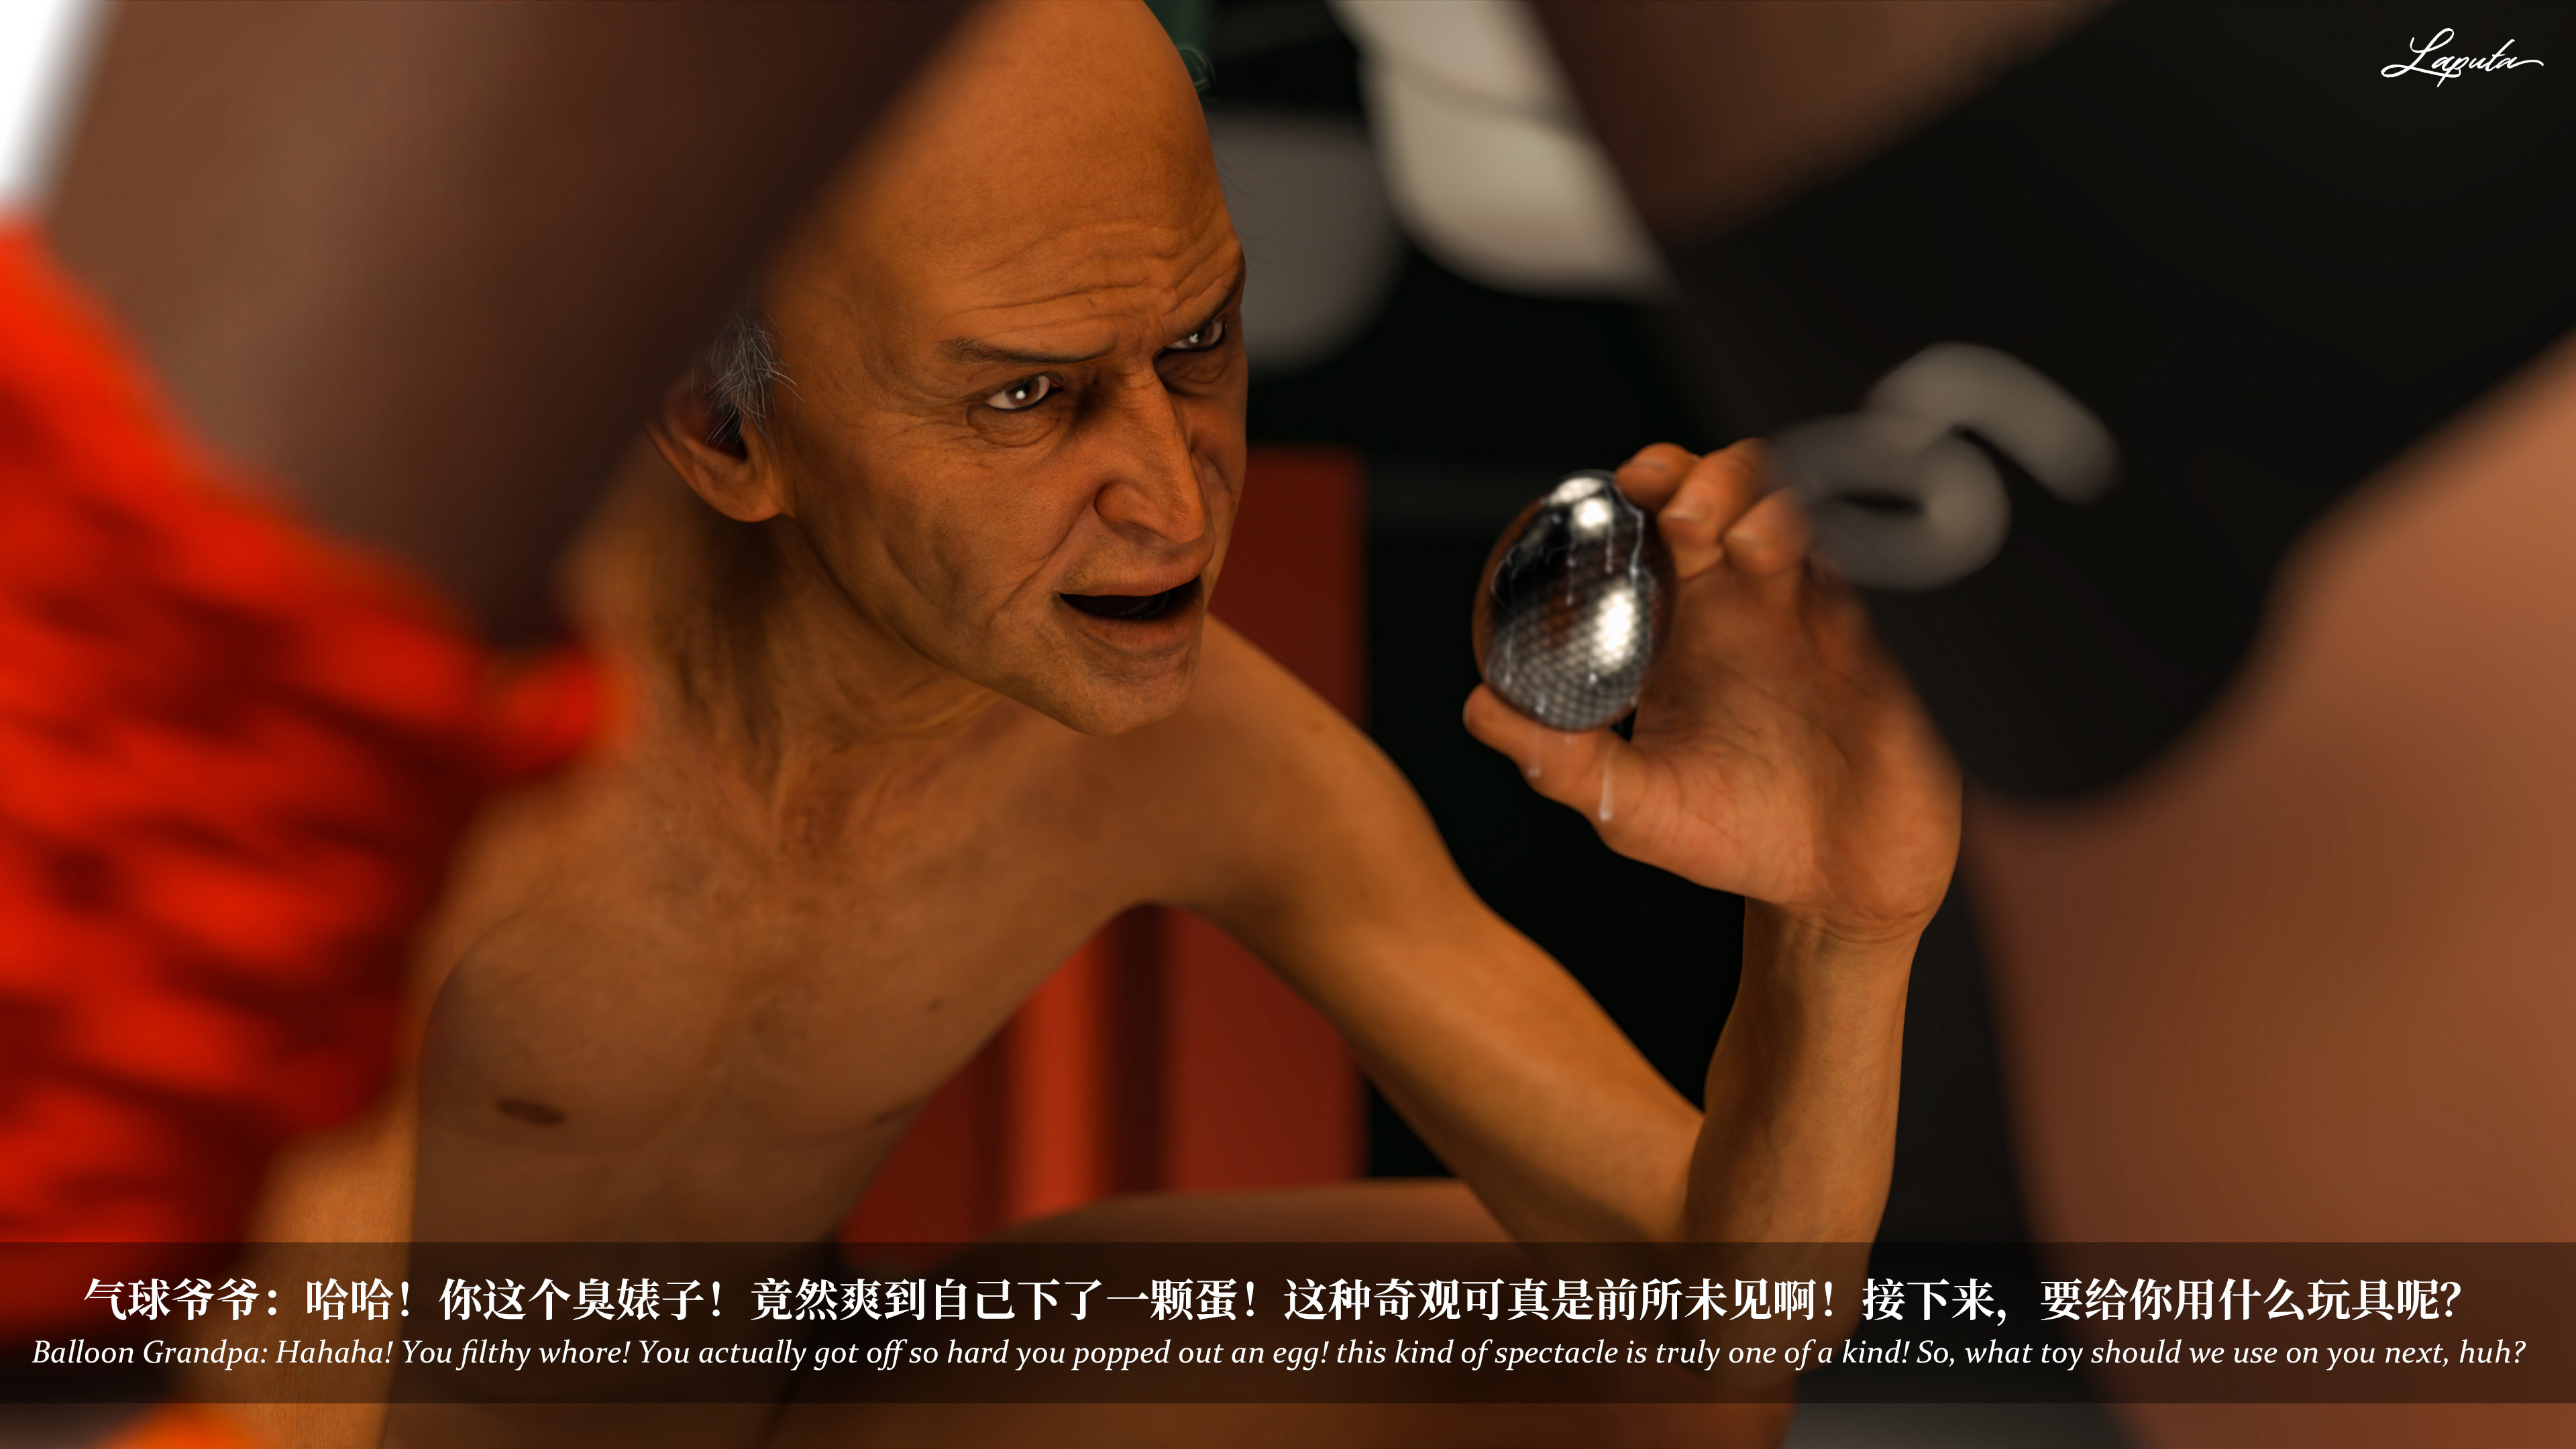 Laputa
气球爷爷：哈哈！你这个臭婊子！竟然爽到自己下了一颗蛋！这种奇观可真是前所未见啊！接下来，要给你用什么玩具呢？
Balloon Grandpa: Hahaha! You filthy whore! You actually got off so hard you popped out an egg! this kind of spectacle is truly one of a kind! So, what toy should we use on you next, huh?